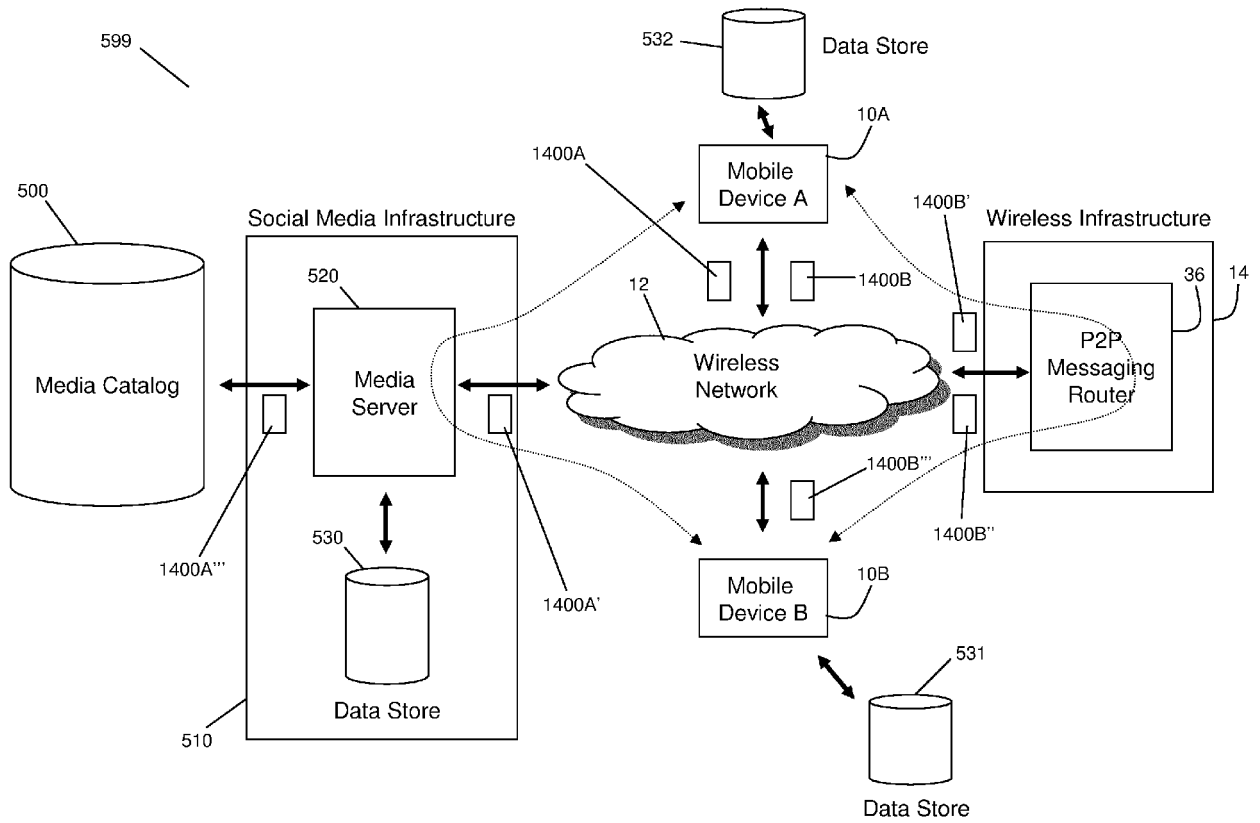 599
532
Data Store
10A
1400A
Mobile
Device A
500
Social Media Infrastructure
1400B'
Wireless Infrastructure
520
12
1400B
36
14
Media Catalog
Media
Server
Wireless
Network
P2P
Messaging
Router
1400B'''
1400B''
530
1400A'''
1400A'
Mobile
Device B
10B
531
Data Store
510
Data Store